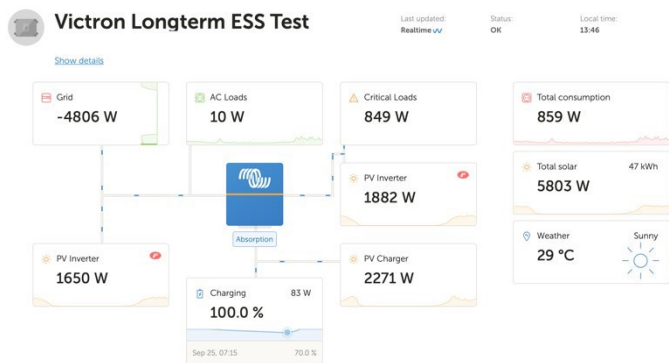 Victron Longterm ESS Test
Last updated:
Realtime
Status:
OK
Local time:
13:46
Show details
Grid
-4806 W
AC Loads
10 W
Critical Loads
849 W
Total consumption
859 W
PV Inverter
1882 W
Total solar
47 kWh
5803 W
Absorption
PV Inverter
1650 W
PV Charger
2271 W
Weather
Sunny
29 °C
Charging
83 W
100.0 %
Sep 25, 07:15
70.0 %